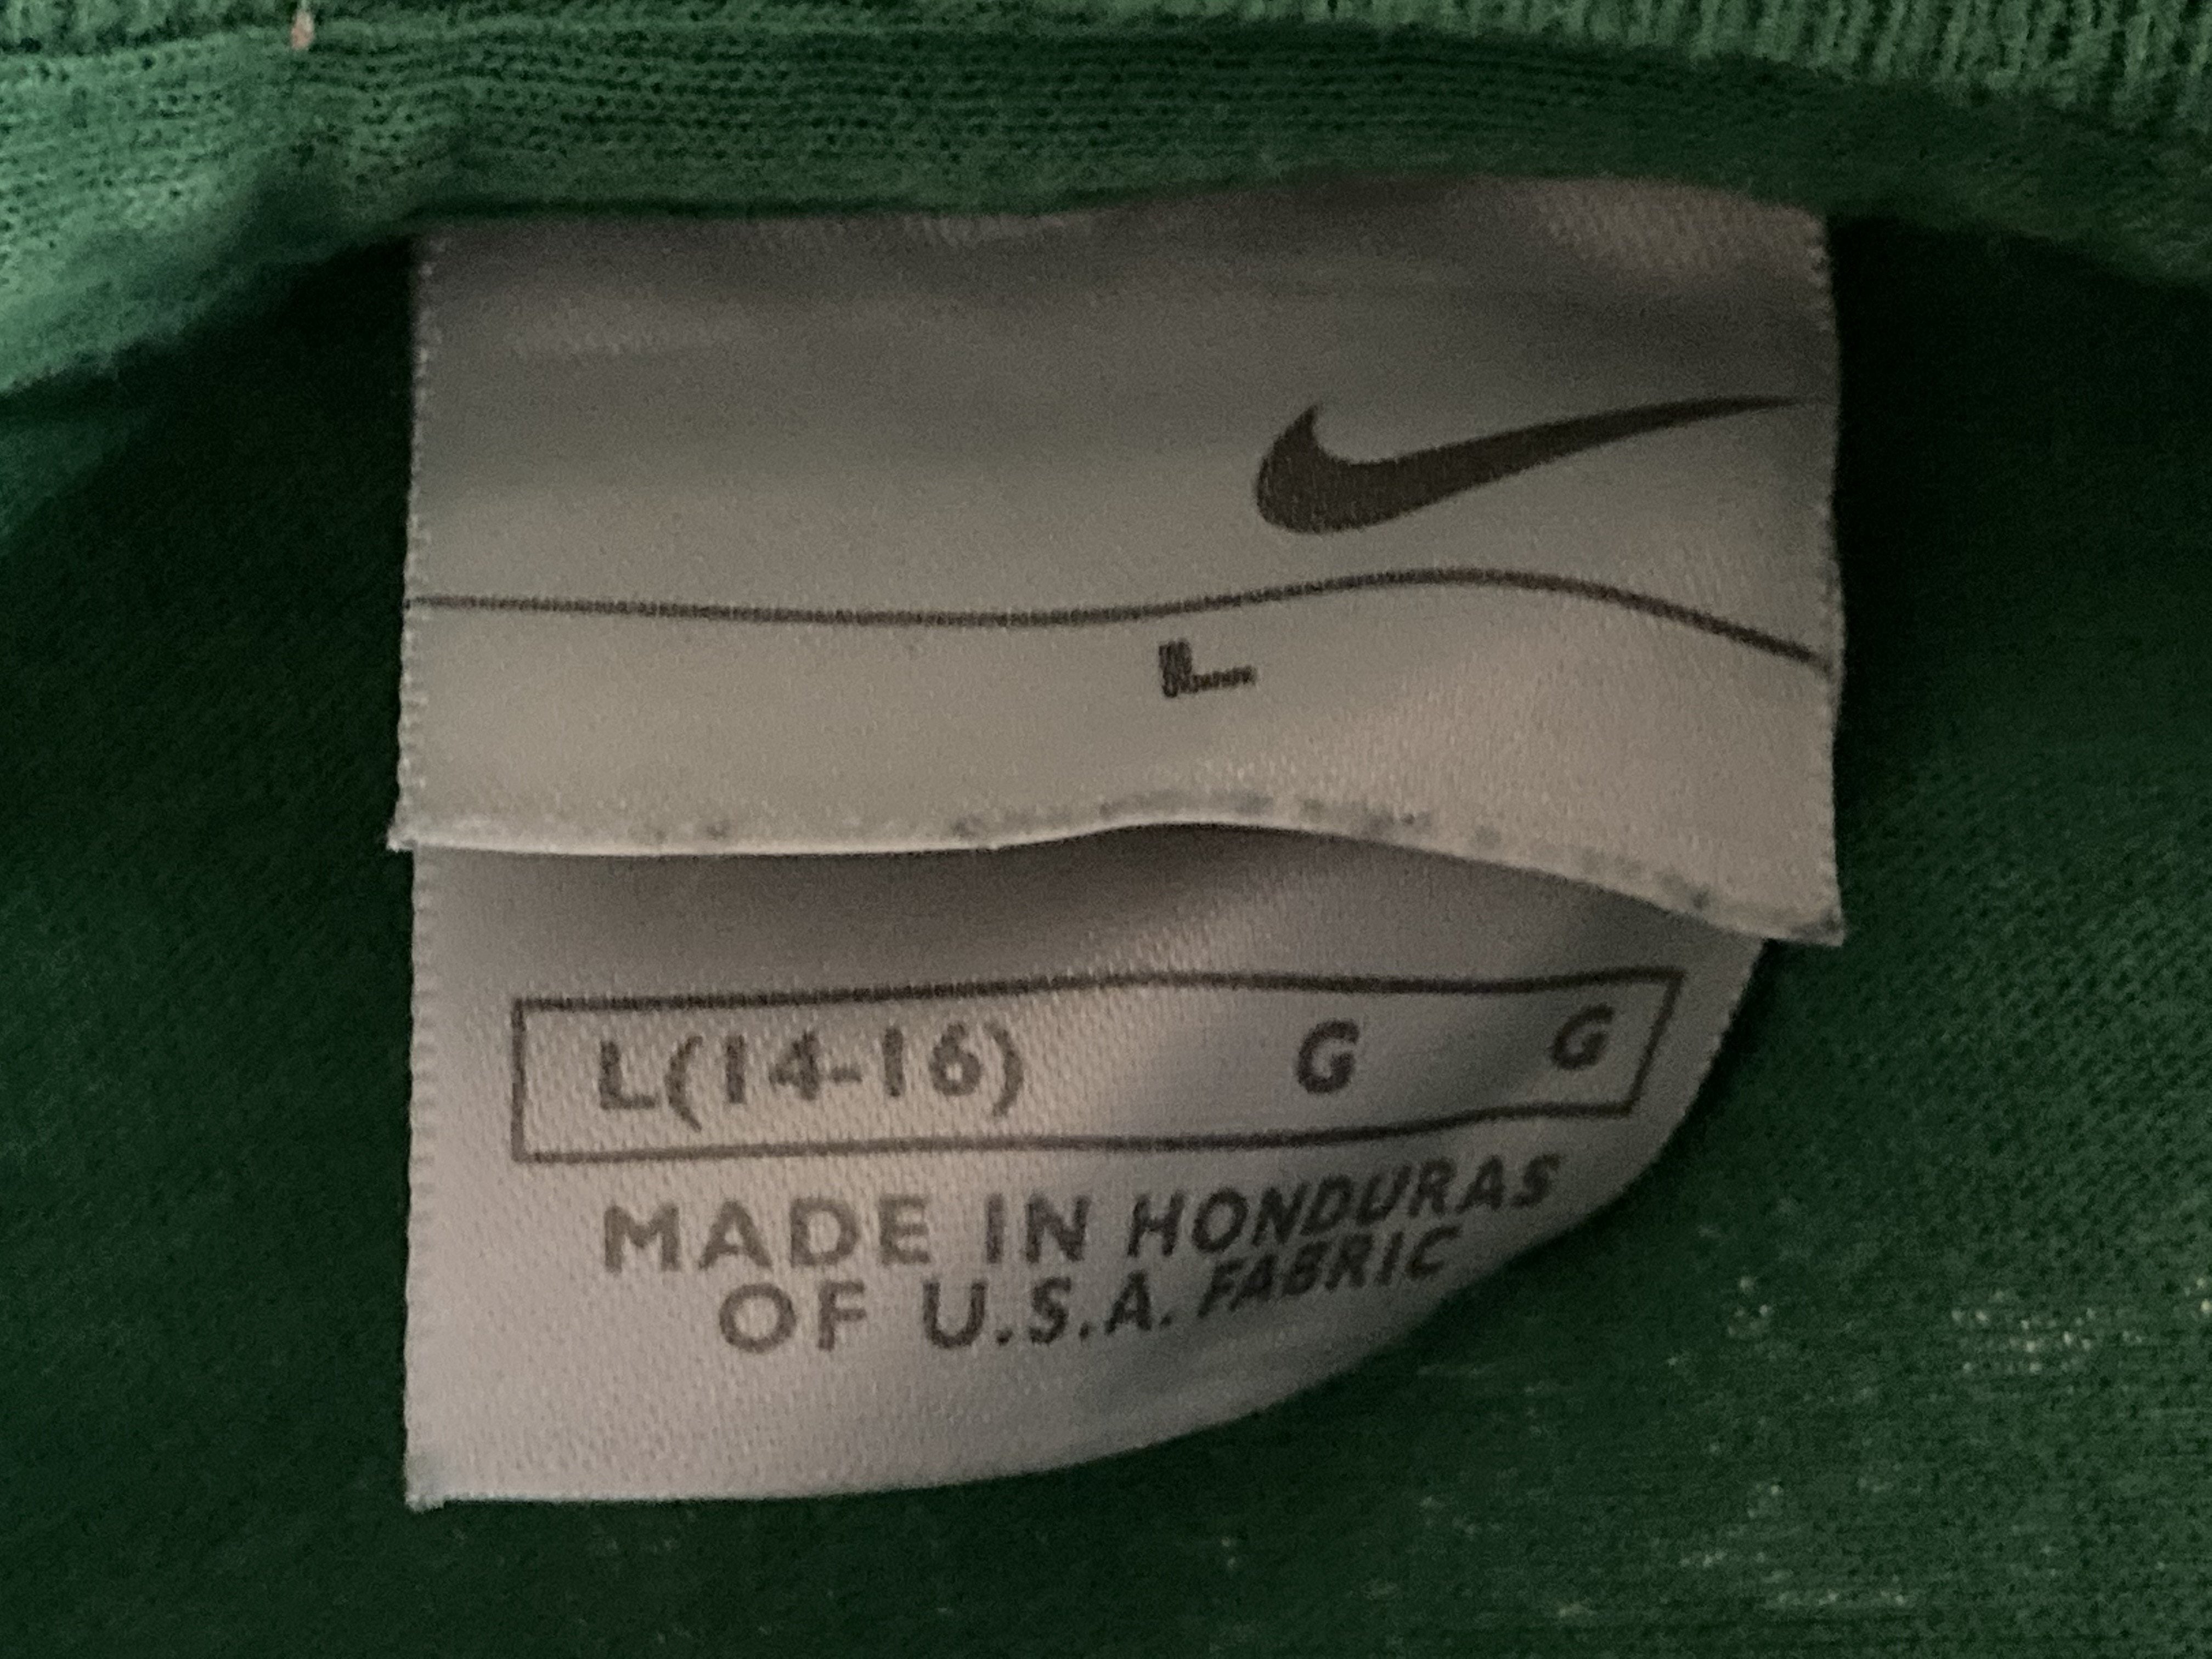 L
L(14-16) G G
MADE IN HONDURAS
OF U.S.A. FABRIC